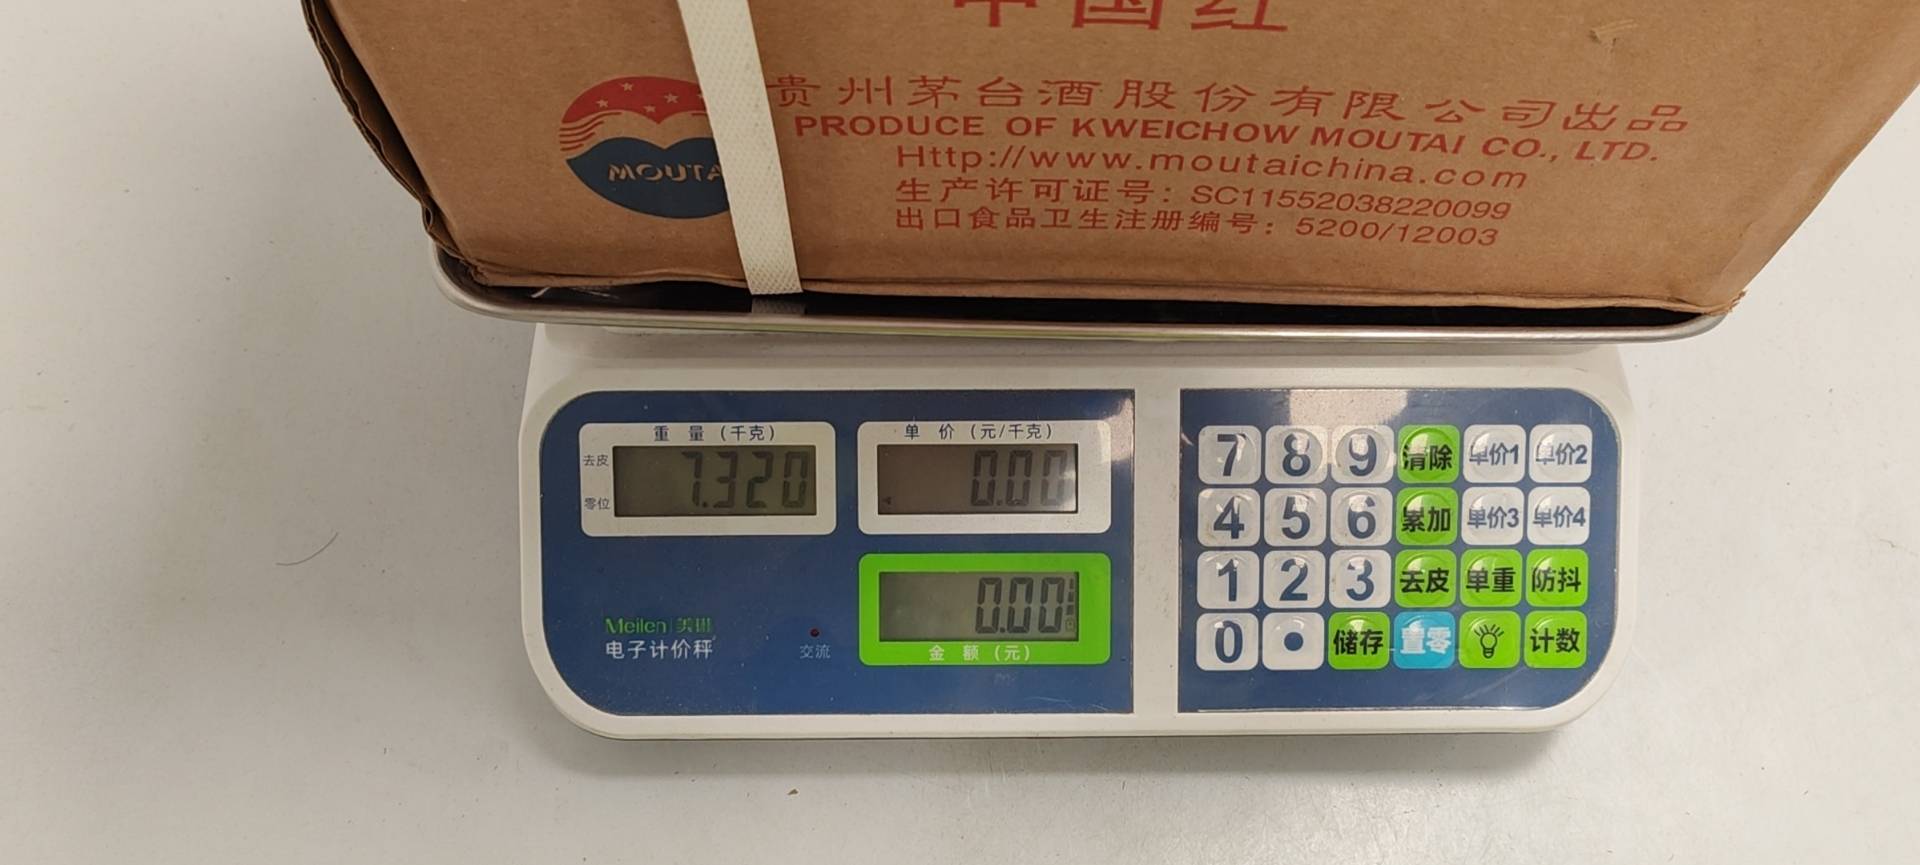 中国红
贵州茅台酒股份有限公司出品
PRODUCE OF KWEICHOW MOUTAI CO., LTD.
Http://www.moutaichina.com
生产许可证号：SC11552038220099
出口食品卫生注册编号：5200/12003
MOUTA
重 量 (千克)
去皮
零位
7.320
单 价 (元/千克)
0.00
0.00
金 额 (元)
Meilen 美琳
电子计价秤
交流
7 8 9 清除 单价1 单价2
4 5 6 累加 单价3 单价4
1 2 3 去皮 单重 防抖
0 • 储存 置零 计数